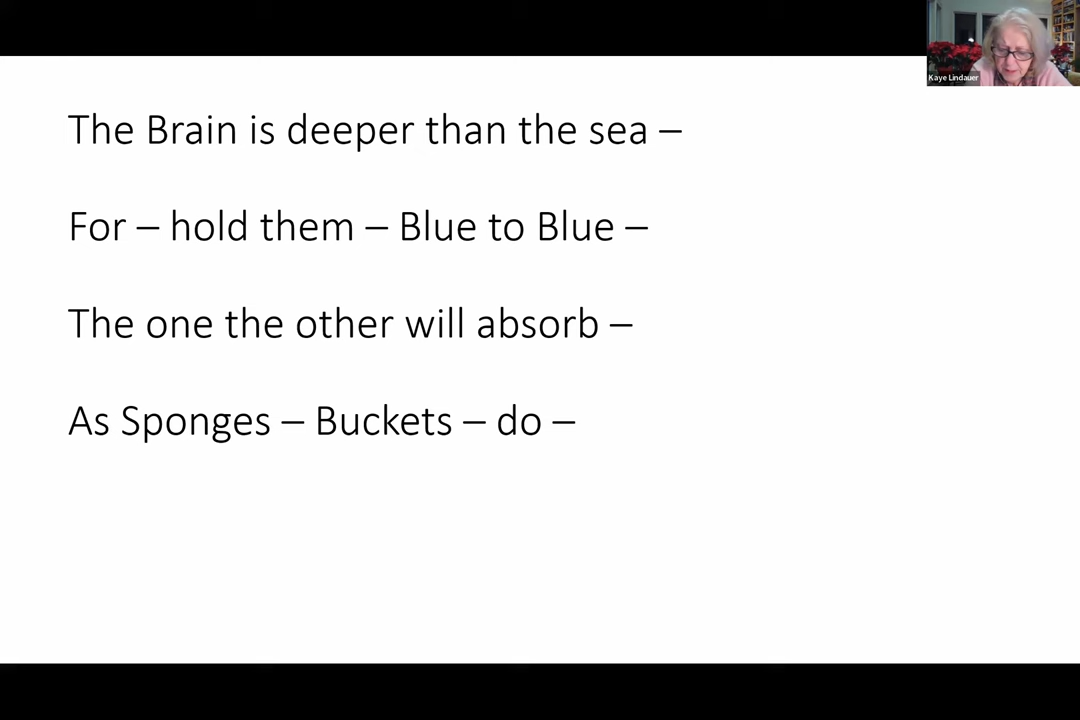 Kaye Lindauer
The Brain is deeper than the sea –
For – hold them – Blue to Blue –
The one the other will absorb –
As Sponges – Buckets – do –